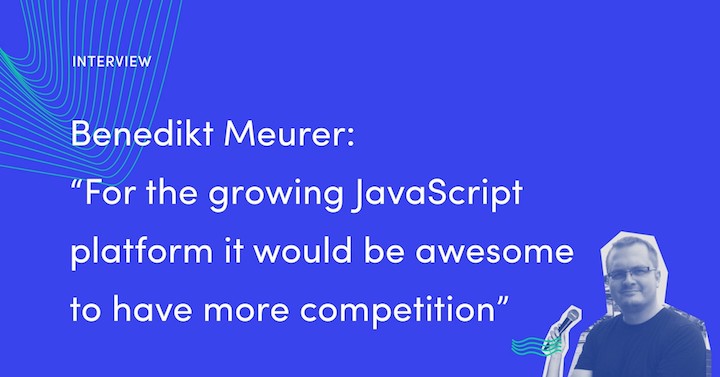 INTERVIEW
Benedikt Meurer:
“For the growing JavaScript
platform it would be awesome
to have more competition”